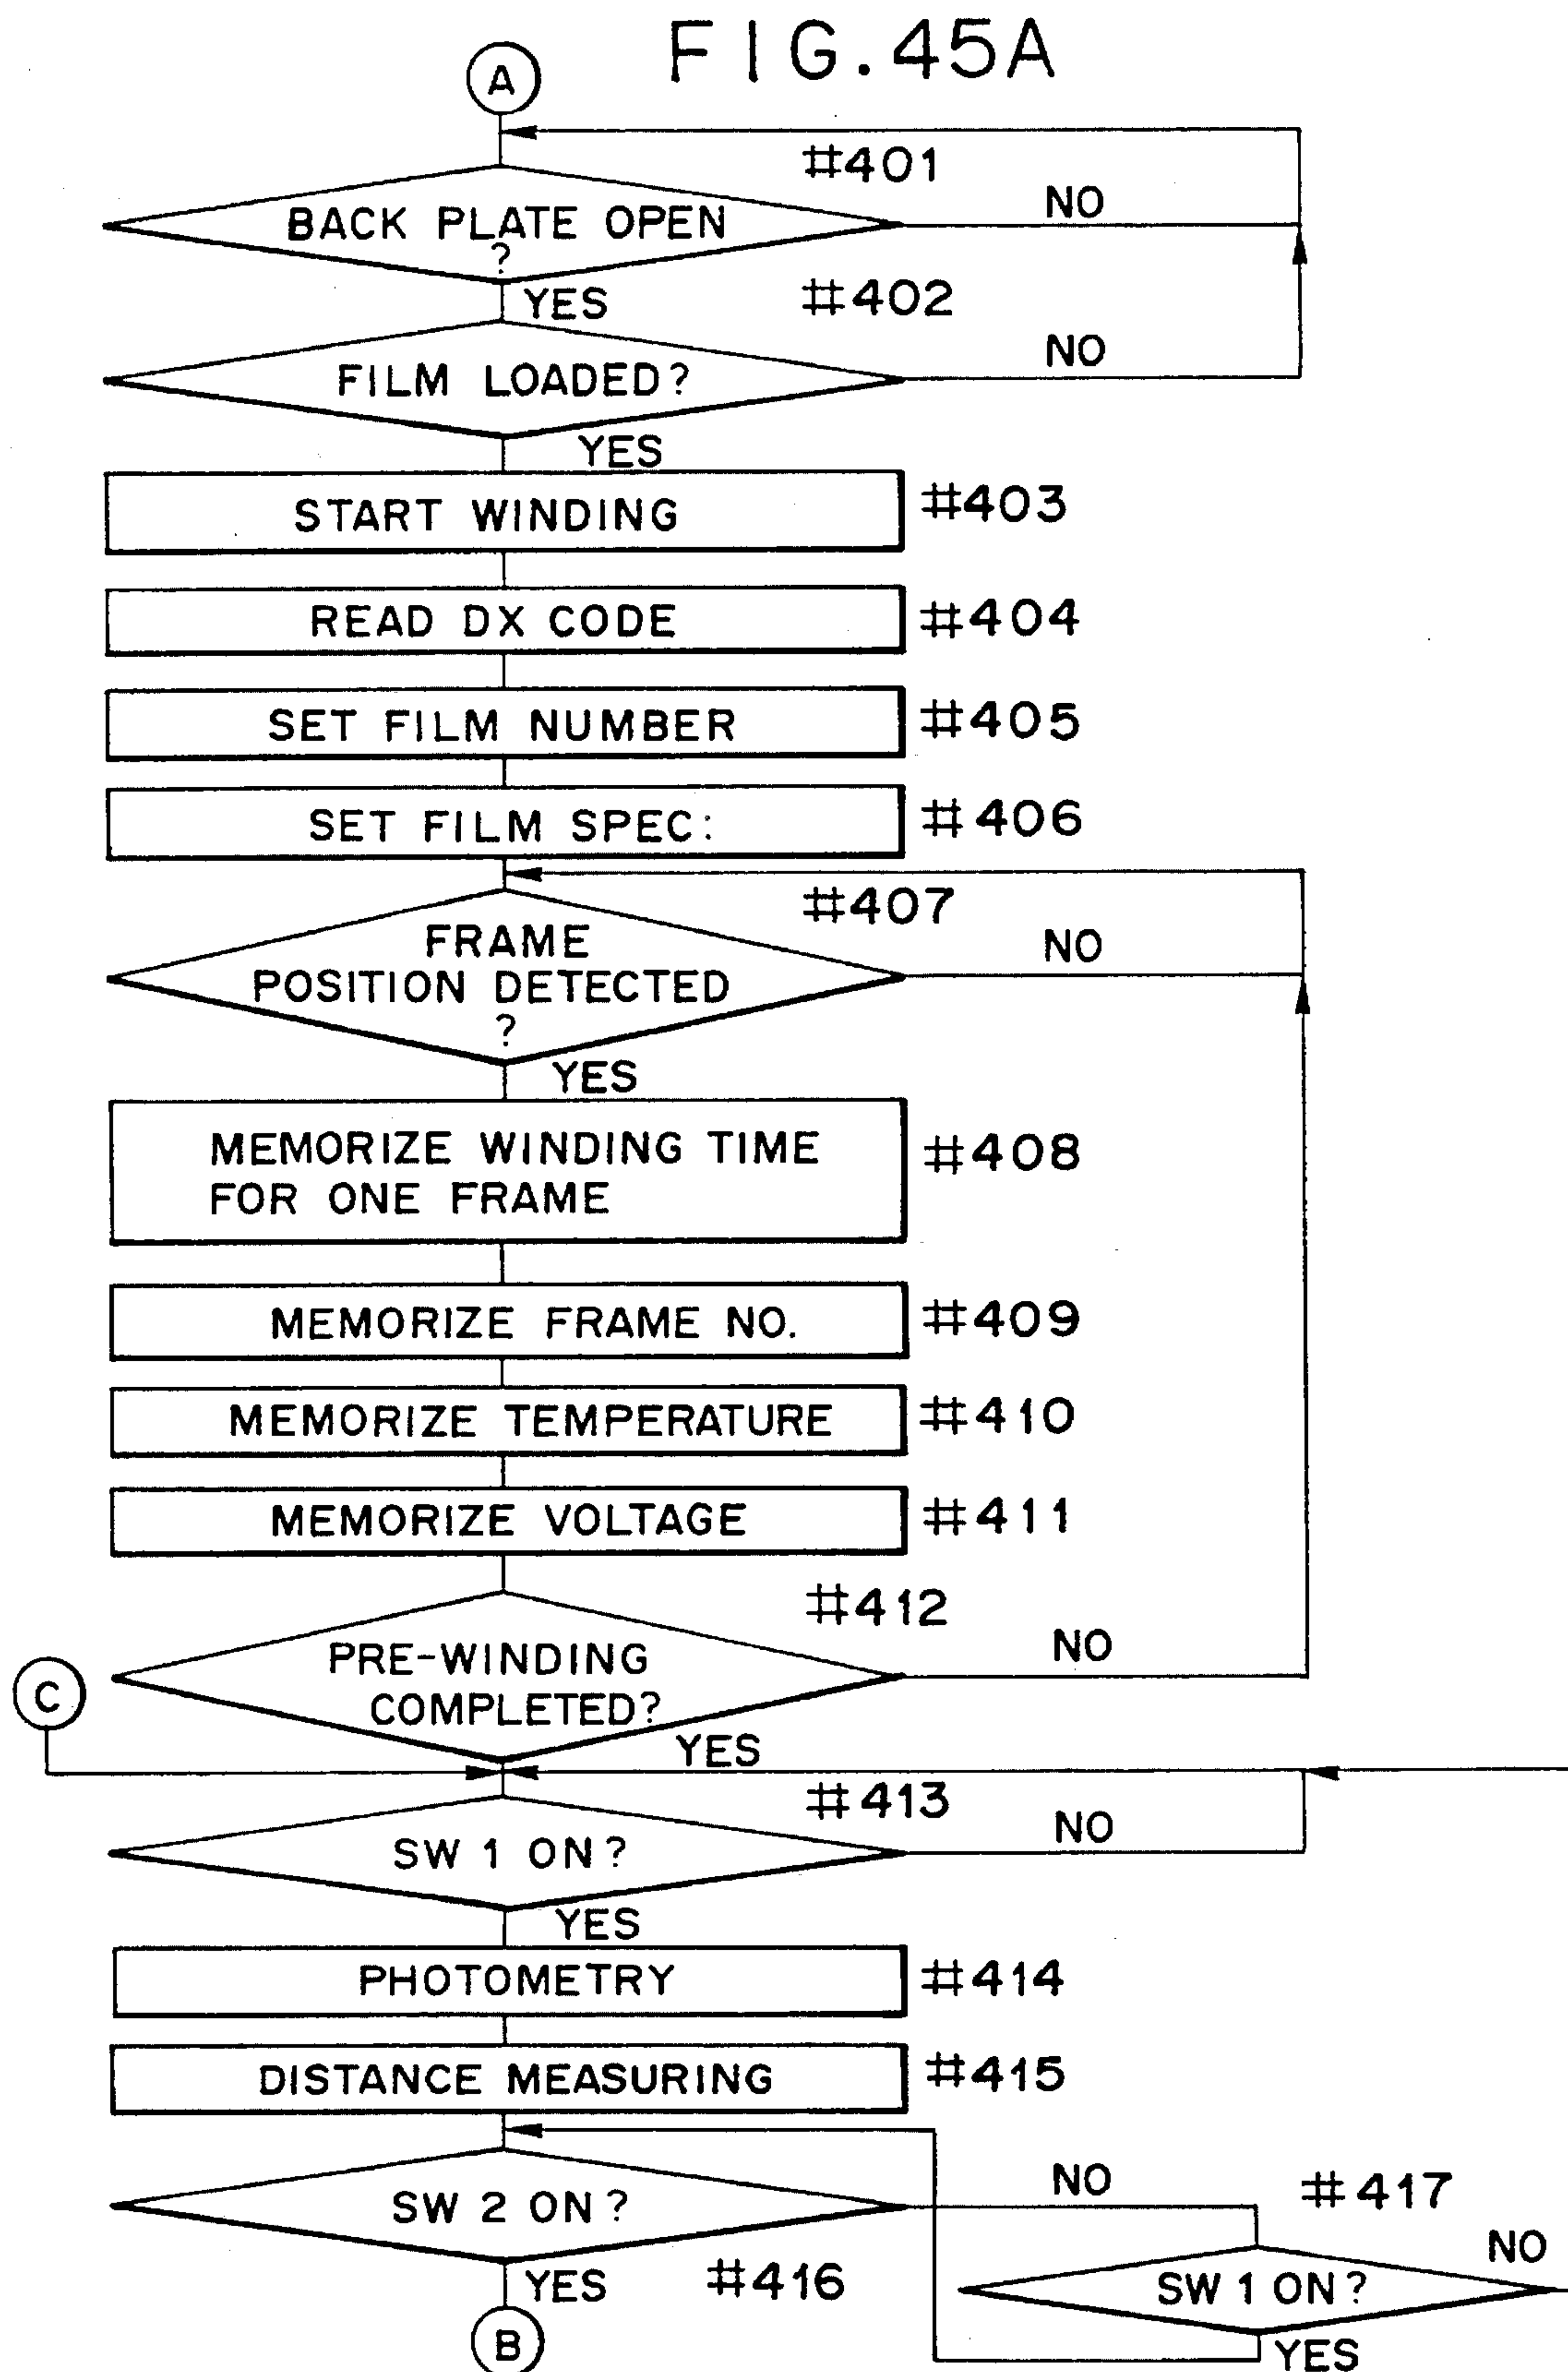 FIG.45A
A
#401
BACK PLATE OPEN
?
NO
YES
#402
FILM LOADED?
NO
YES
START WINDING
#403
READ DX CODE
#404
SET FILM NUMBER
#405
SET FILM SPEC:
#406
#407
FRAME
POSITION DETECTED
?
NO
YES
MEMORIZE WINDING TIME
FOR ONE FRAME
#408
MEMORIZE FRAME NO.
#409
MEMORIZE TEMPERATURE
#410
MEMORIZE VOLTAGE
#411
#412
PRE-WINDING
COMPLETED?
NO
C
YES
#413
SW 1 ON?
NO
YES
PHOTOMETRY
#414
DISTANCE MEASURING
#415
SW 2 ON?
NO
#417
YES
#416
SW 1 ON?
NO
B
YES